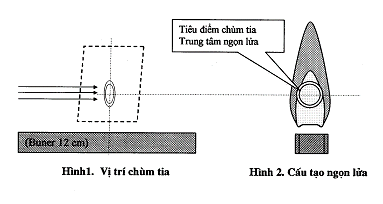 Tiêu điểm chùm tia
Trung tâm ngọn lửa
(Buner 12 cm)
Hình1. Vị trí chùm tia
Hình 2. Cấu tạo ngọn lửa